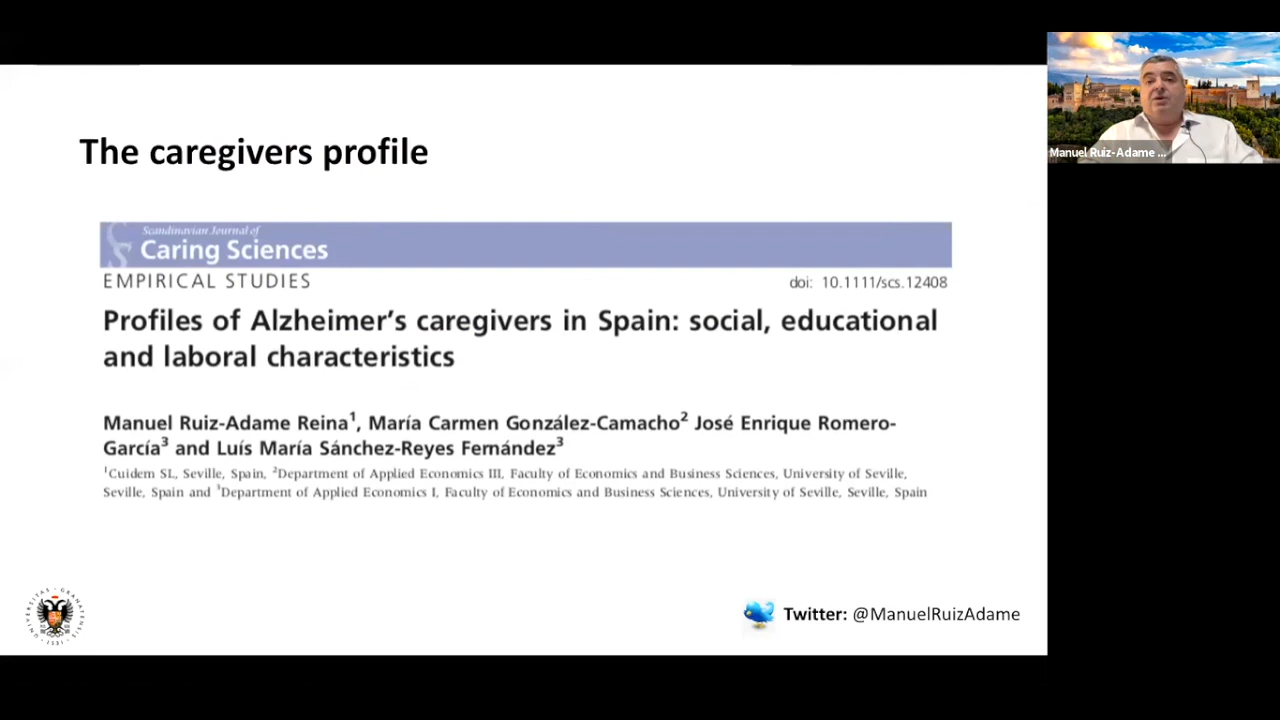 The caregivers profile
Scandinavian Journal of
Caring Sciences
EMPIRICAL STUDIES
doi: 10.1111/scs.12408
Profiles of Alzheimer's caregivers in Spain: social, educational
and laboral characteristics
Manuel Ruiz-Adame Reina1, María Carmen González-Camacho2 José Enrique Romero-
García3 and Luís María Sánchez-Reyes Fernández3
1Cuidem SL, Seville, Spain, 2Department of Applied Economics III, Faculty of Economics and Business Sciences, University of Seville,
Seville, Spain and 3Department of Applied Economics I, Faculty of Economics and Business Sciences, University of Seville, Seville, Spain
UNIVERSITAS · GRANATENSIS · 1531 ·
Twitter: @ManuelRuizAdame
Manuel Ruiz-Adame ...